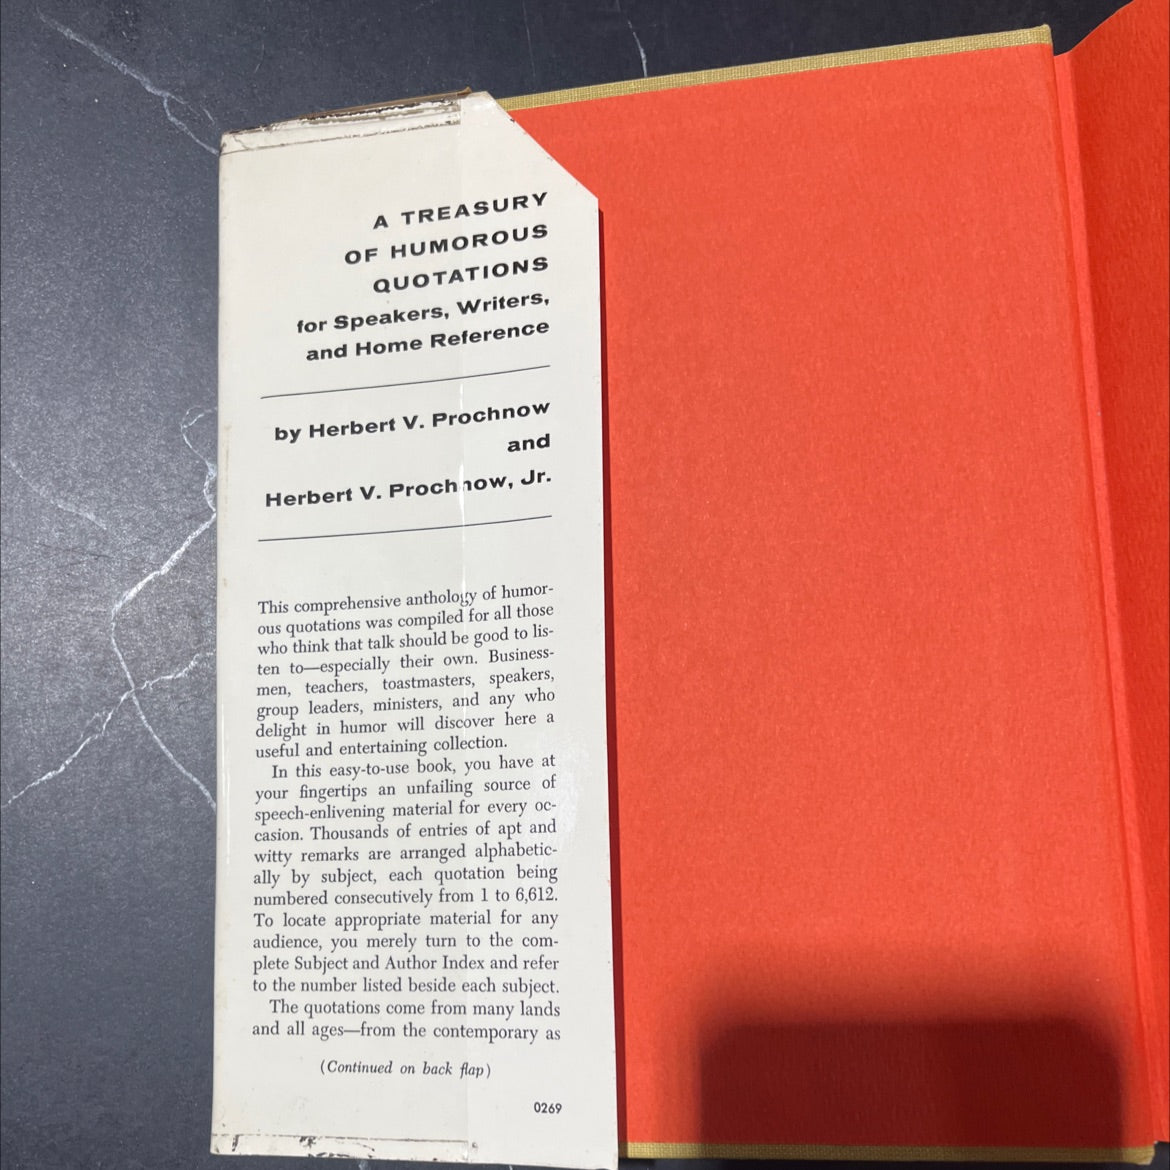 A TREASURY
OF HUMOROUS
QUOTATIONS
for Speakers, Writers,
and Home Reference
by Herbert V. Prochnow
and
Herbert V. Prochnow, Jr.
This comprehensive anthology of humor-
ous quotations was compiled for all those
who think that talk should be good to lis-
ten to—especially their own. Business-
men, teachers, toastmasters, speakers,
group leaders, ministers, and any who
delight in humor will discover here a
useful and entertaining collection.
In this easy-to-use book, you have at
your fingertips an unfailing source of
speech-enlivening material for every oc-
casion. Thousands of entries of apt and
witty remarks are arranged alphabetic-
ally by subject, each quotation being
numbered consecutively from 1 to 6,612.
To locate appropriate material for any
audience, you merely turn to the com-
plete Subject and Author Index and refer
to the number listed beside each subject.
The quotations come from many lands
and all ages—from the contemporary as
(Continued on back flap)
0269